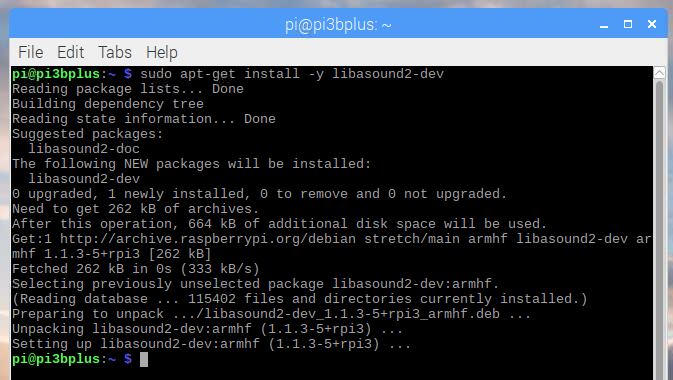 pi@pi3bplus: ~
File Edit Tabs Help
pi@pi3bplus:~ $ sudo apt-get install -y libasound2-dev
Reading package lists... Done
Building dependency tree
Reading state information... Done
Suggested packages:
  libasound2-doc
The following NEW packages will be installed:
  libasound2-dev
0 upgraded, 1 newly installed, 0 to remove and 0 not upgraded.
Need to get 262 kB of archives.
After this operation, 664 kB of additional disk space will be used.
Get:1 http://archive.raspberrypi.org/debian stretch/main armhf libasound2-dev ar
mhf 1.1.3-5+rpi3 [262 kB]
Fetched 262 kB in 0s (333 kB/s)
Selecting previously unselected package libasound2-dev:armhf.
(Reading database ... 115402 files and directories currently installed.)
Preparing to unpack .../libasound2-dev_1.1.3-5+rpi3_armhf.deb ...
Unpacking libasound2-dev:armhf (1.1.3-5+rpi3) ...
Setting up libasound2-dev:armhf (1.1.3-5+rpi3) ...
pi@pi3bplus:~ $